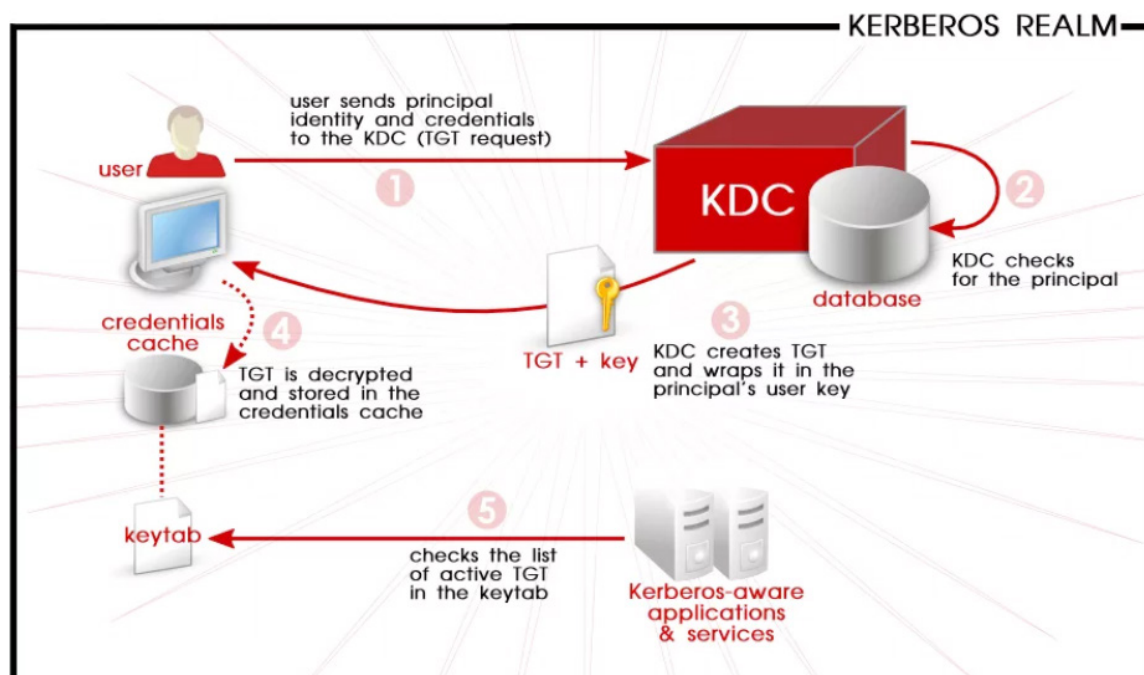 KERBEROS REALM
user sends principal
identity and credentials
to the KDC (TGT request)
user
1
KDC
2
KDC checks
for the principal
database
TGT + key
3
KDC creates TGT
and wraps it in the
principal's user key
credentials
cache
4
TGT is decrypted
and stored in the
credentials cache
keytab
5
checks the list
of active TGT
in the keytab
Kerberos-aware
applications
& services